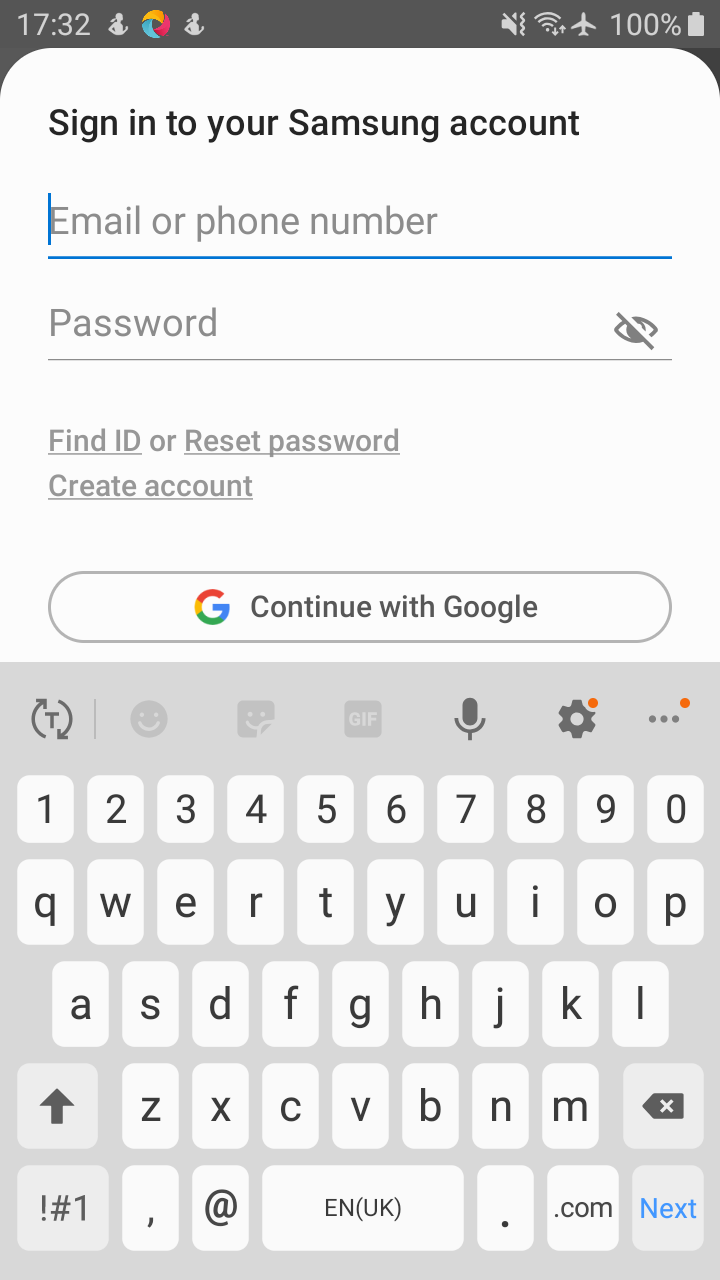 17:32 100%
Sign in to your Samsung account
Email or phone number
Password
Find ID or Reset password
Create account
Continue with Google
T GIF
1 2 3 4 5 6 7 8 9 0
q w e r t y u i o p
a s d f g h j k l
z x c v b n m
!#1 , @ EN(UK) . .com Next